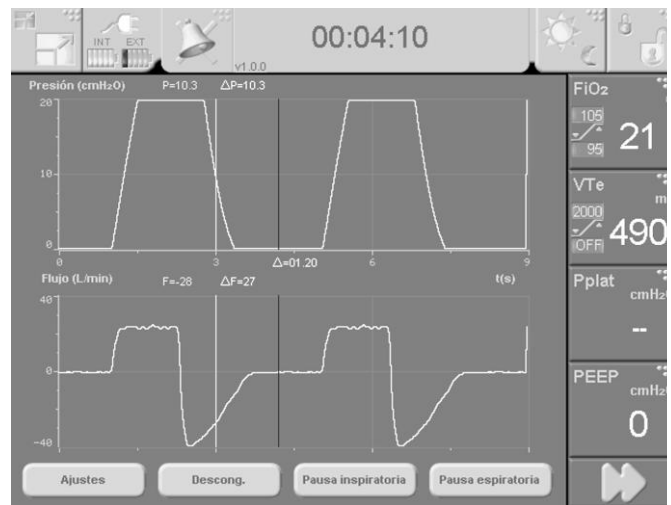 INT EXT
v1.0.0
00:04:10
Presión (cmH₂O) P=10.3 ΔP=10.3
20
10
0
0 3 Δ=01.20 6 9
Flujo (L/min) F=-28 ΔF=27 t(s)
40
0
-40
Ajustes Descong. Pausa inspiratoria Pausa espiratoria
FiO₂
105
95
21
VTe
m
2000
OFF
490
Pplat
cmH₂
--
PEEP
cmH₂
0